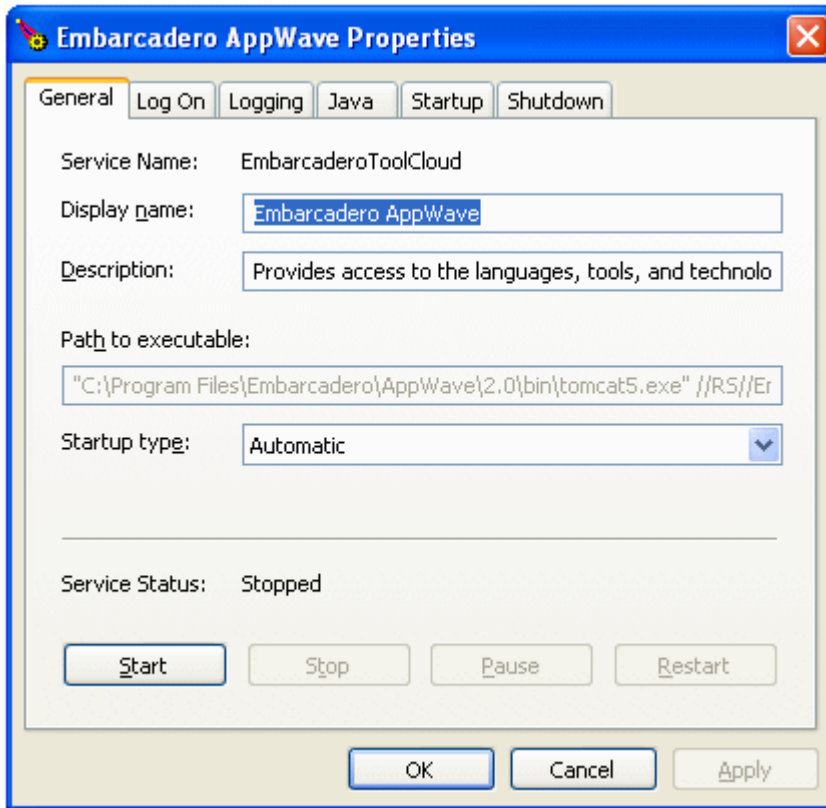 Embarcadero AppWave Properties
General Log On Logging Java Startup Shutdown
Service Name: EmbarcaderoToolCloud
Display name: Embarcadero AppWave
Description: Provides access to the languages, tools, and technolo
Path to executable:
"C:\Program Files\Embarcadero\AppWave\2.0\bin\tomcat5.exe" //RS//Er
Startup type: Automatic
Service Status: Stopped
Start Stop Pause Restart
OK Cancel Apply